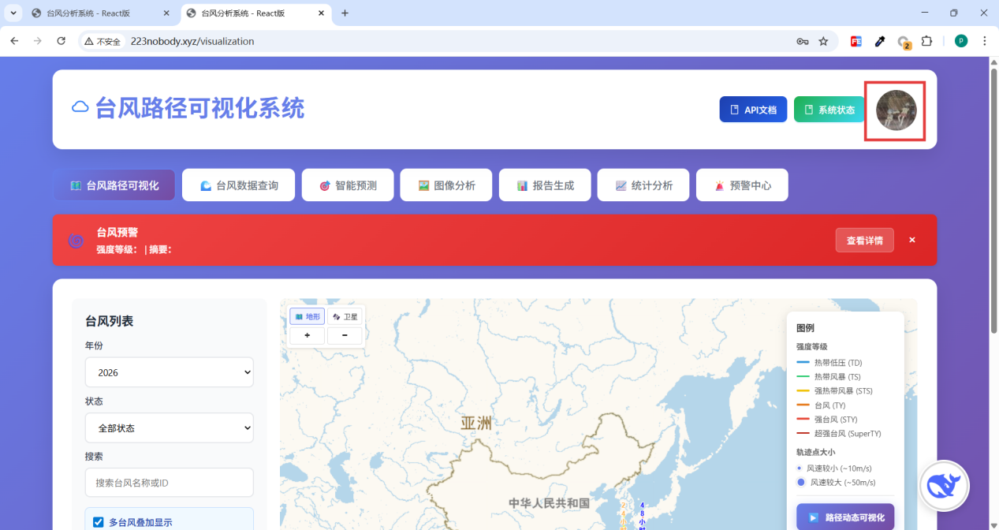 台风分析系统 - React版
台风分析系统 - React版
不安全
223nobody.xyz/visualization
FE
2
P
台风路径可视化系统
API文档
系统状态
台风路径可视化
台风数据查询
智能预测
图像分析
报告生成
统计分析
预警中心
台风预警
强度等级: | 摘要:
查看详情
×
台风列表
年份
2026
状态
全部状态
搜索
搜索台风名称或ID
多台风叠加显示
地形
卫星
+
-
亚洲
中华人民共和国
24小
48小时
图例
强度等级
热带低压 (TD)
热带风暴 (TS)
强热带风暴 (STS)
台风 (TY)
强台风 (STY)
超强台风 (SuperTY)
轨迹点大小
风速较小 (~10m/s)
风速较大 (~50m/s)
路径动态可视化